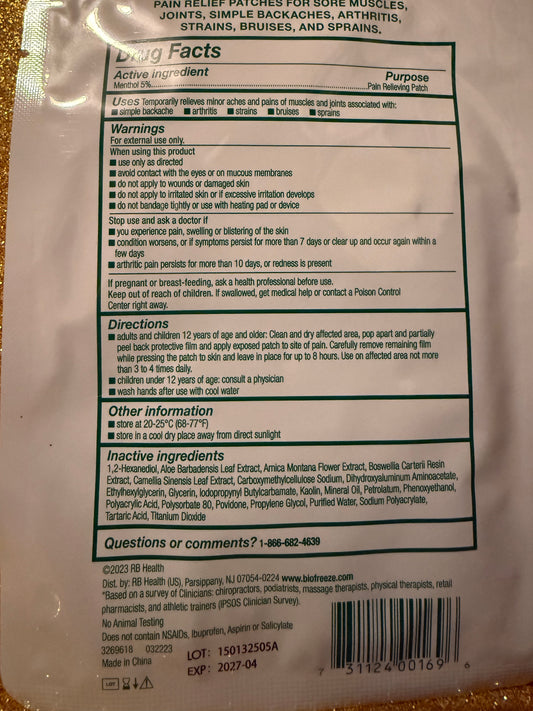 PAIN RELIEF PATCHES FOR SORE MUSCLES,
JOINTS, SIMPLE BACKACHES, ARTHRITIS,
STRAINS, BRUISES, AND SPRAINS.
Drug Facts
Active ingredient Purpose
Menthol 5%..........Pain Relieving Patch
Uses Temporarily relieves minor aches and pains of muscles and joints associated with:
■ simple backache ■ arthritis ■ strains ■ bruises ■ sprains
Warnings
For external use only.
When using this product
■ use only as directed
■ avoid contact with the eyes or on mucous membranes
■ do not apply to wounds or damaged skin
■ do not apply to irritated skin or if excessive irritation develops
■ do not bandage tightly or use with heating pad or device
Stop use and ask a doctor if
■ you experience pain, swelling or blistering of the skin
■ condition worsens, or if symptoms persist for more than 7 days or clear up and occur again within a
few days
■ arthritic pain persists for more than 10 days, or redness is present
If pregnant or breast-feeding, ask a health professional before use.
Keep out of reach of children. If swallowed, get medical help or contact a Poison Control
Center right away.
Directions
■ adults and children 12 years of age and older: Clean and dry affected area, pop apart and partially
peel back protective film and apply exposed patch to site of pain. Carefully remove remaining film
while pressing the patch to skin and leave in place for up to 8 hours. Use on affected area not more
than 3 to 4 times daily.
■ children under 12 years of age: consult a physician
■ wash hands after use with cool water
Other information
■ store at 20-25°C (68-77°F)
■ store in a cool dry place away from direct sunlight
Inactive ingredients
1,2-Hexanediol, Aloe Barbadensis Leaf Extract, Arnica Montana Flower Extract, Boswellia Carterii Resin
Extract, Camellia Sinensis Leaf Extract, Carboxymethylcellulose Sodium, Dihydroxyaluminum Aminoacetate,
Ethylhexylglycerin, Glycerin, Iodopropynyl Butylcarbamate, Kaolin, Mineral Oil, Petrolatum, Phenoxyethanol,
Polyacrylic Acid, Polysorbate 80, Povidone, Propylene Glycol, Purified Water, Sodium Polyacrylate,
Tartaric Acid, Titanium Dioxide
Questions or comments? 1-866-682-4639
©2023 RB Health
Dist. by: RB Health (US), Parsippany, NJ 07054-0224 www.biofreeze.com
*Based on a survey of Clinicians: chiropractors, podiatrists, massage therapists, physical therapists, retail
pharmacists, and athletic trainers (IPSOS Clinician Survey).
No Animal Testing
Does not contain NSAIDs, Ibuprofen, Aspirin or Salicylate
3269618 032223
Made in China
LOT: 150132505A
EXP: 2027-04
LOT
7 31124 00169 6